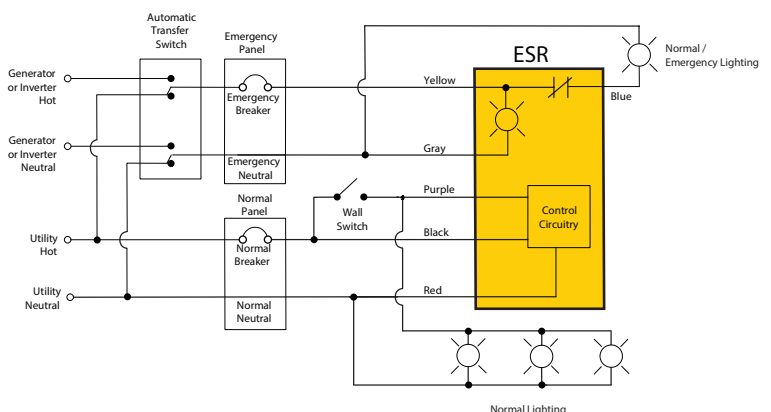 Automatic
Transfer
Switch
Emergency
Panel
ESR
Normal /
Emergency Lighting
Generator
or Inverter
Hot
Yellow
Blue
Emergency
Breaker
Generator
or Inverter
Neutral
Gray
Emergency
Neutral
Purple
Normal
Panel
Wall
Switch
Control
Circuitry
Utility
Hot
Black
Normal
Breaker
Utility
Neutral
Red
Normal
Neutral
Normal Lighting